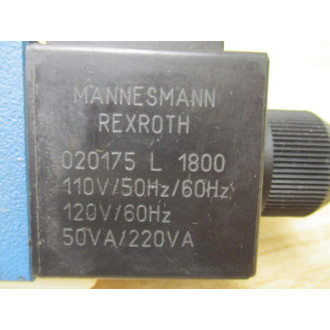 MANNESMANN
REXROTH
020175 L 1800
110V/50Hz/60Hz
120V/60Hz
50VA/220VA